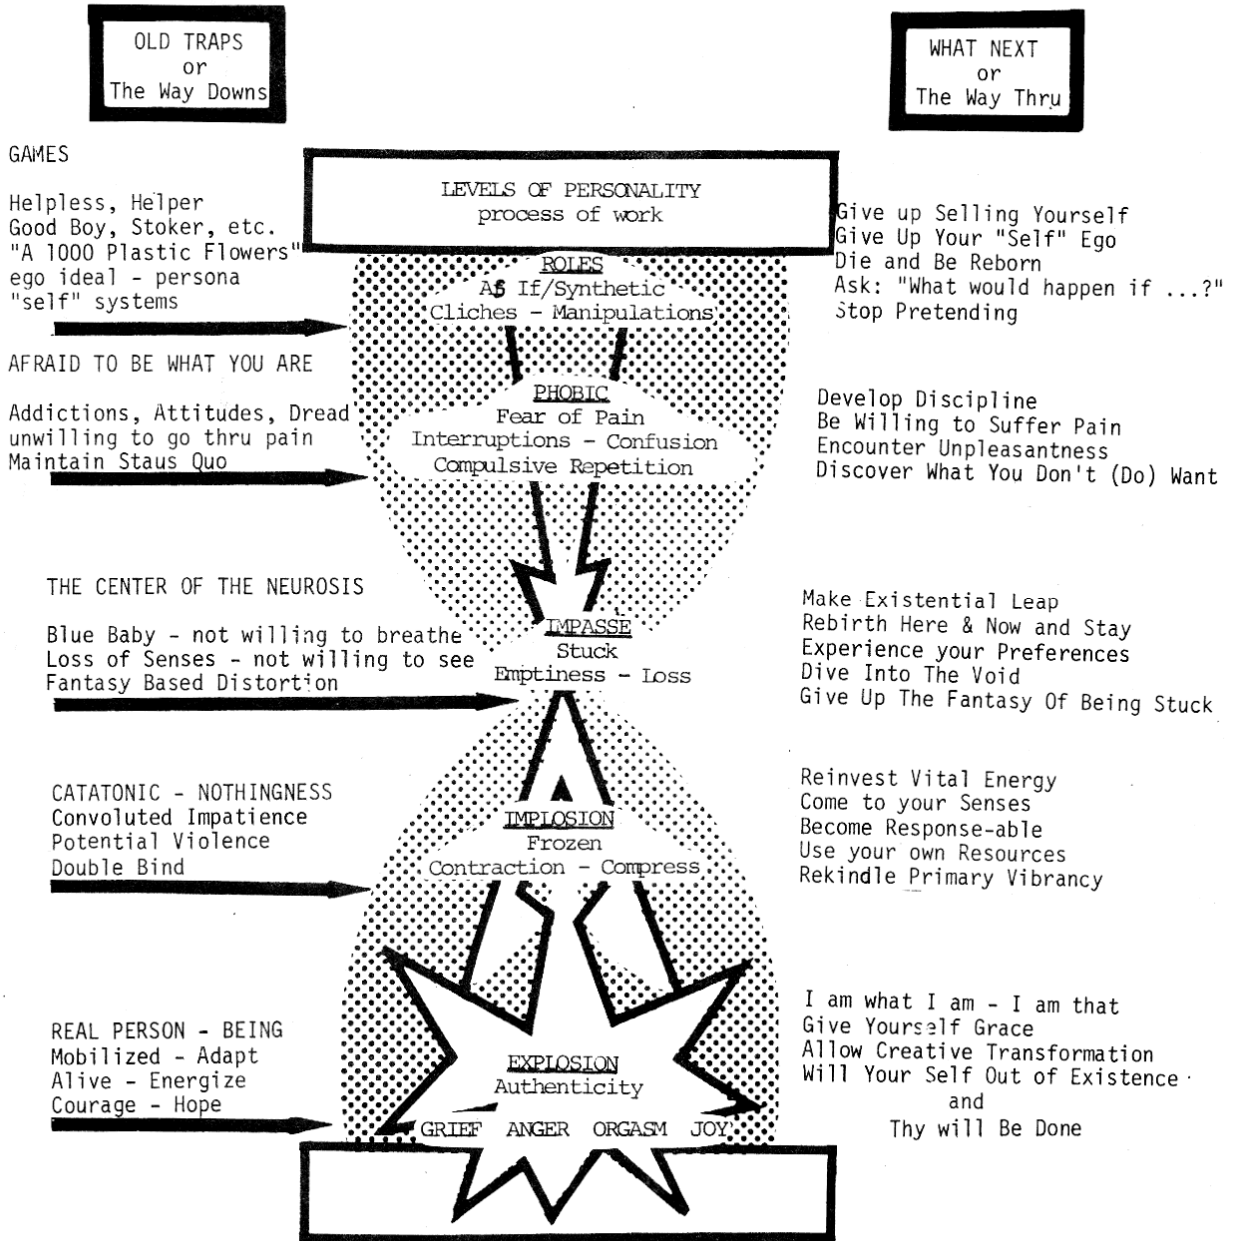 OLD TRAPS
or
The Way Downs
WHAT NEXT
or
The Way Thru
GAMES
Helpless, Helper
Good Boy, Stoker, etc.
"A 1000 Plastic Flowers"
ego ideal - persona
"self" systems
LEVELS OF PERSONALITY
process of work
ROLES
As If/Synthetic
Cliches - Manipulations
Give up Selling Yourself
Give Up Your "Self" Ego
Die and Be Reborn
Ask: "What would happen if ...?"
Stop Pretending
AFRAID TO BE WHAT YOU ARE
Addictions, Attitudes, Dread
unwilling to go thru pain
Maintain Staus Quo
PHOBIC
Fear of Pain
Interruptions - Confusion
Compulsive Repetition
Develop Discipline
Be Willing to Suffer Pain
Encounter Unpleasantness
Discover What You Don't (Do) Want
THE CENTER OF THE NEUROSIS
Blue Baby - not willing to breathe
Loss of Senses - not willing to see
Fantasy Based Distortion
IMPASSE
Stuck
Emptiness - Loss
Make Existential Leap
Rebirth Here & Now and Stay
Experience your Preferences
Dive Into The Void
Give Up The Fantasy Of Being Stuck
CATATONIC - NOTHINGNESS
Convoluted Impatience
Potential Violence
Double Bind
IMPLOSION
Frozen
Contraction - Compress
Reinvest Vital Energy
Come to your Senses
Become Response-able
Use your own Resources
Rekindle Primary Vibrancy
REAL PERSON - BEING
Mobilized - Adapt
Alive - Energize
Courage - Hope
EXPLOSION
Authenticity
GRIEF ANGER ORGASM JOY
I am what I am - I am that
Give Yourself Grace
Allow Creative Transformation
Will Your Self Out of Existence
and
Thy will Be Done